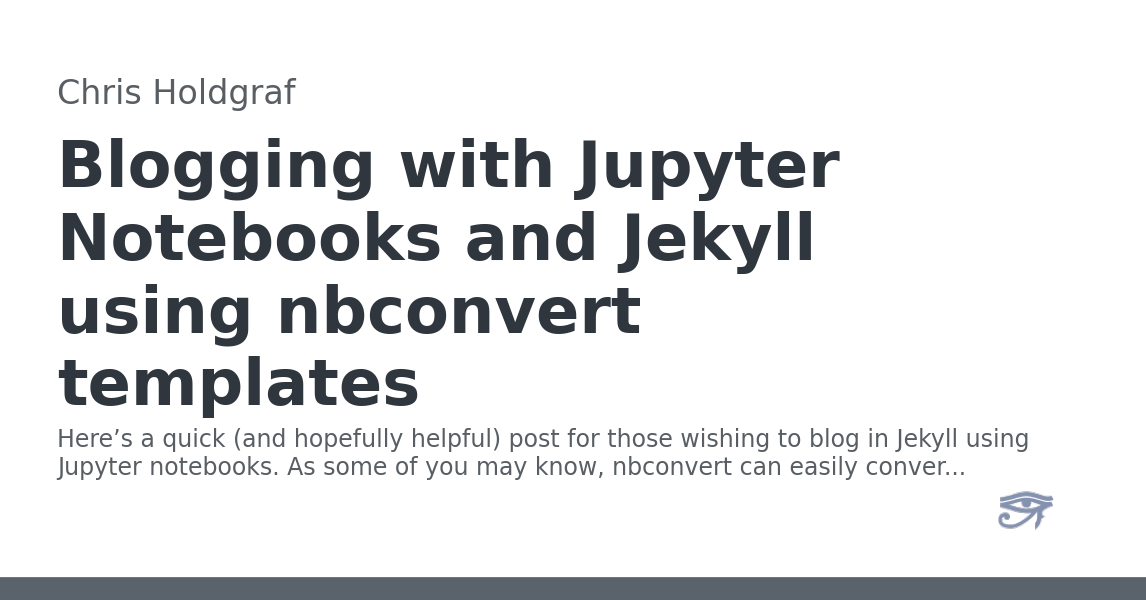 Chris Holdgraf
Blogging with Jupyter
Notebooks and Jekyll
using nbconvert
templates
Here’s a quick (and hopefully helpful) post for those wishing to blog in Jekyll using
Jupyter notebooks. As some of you may know, nbconvert can easily conver...